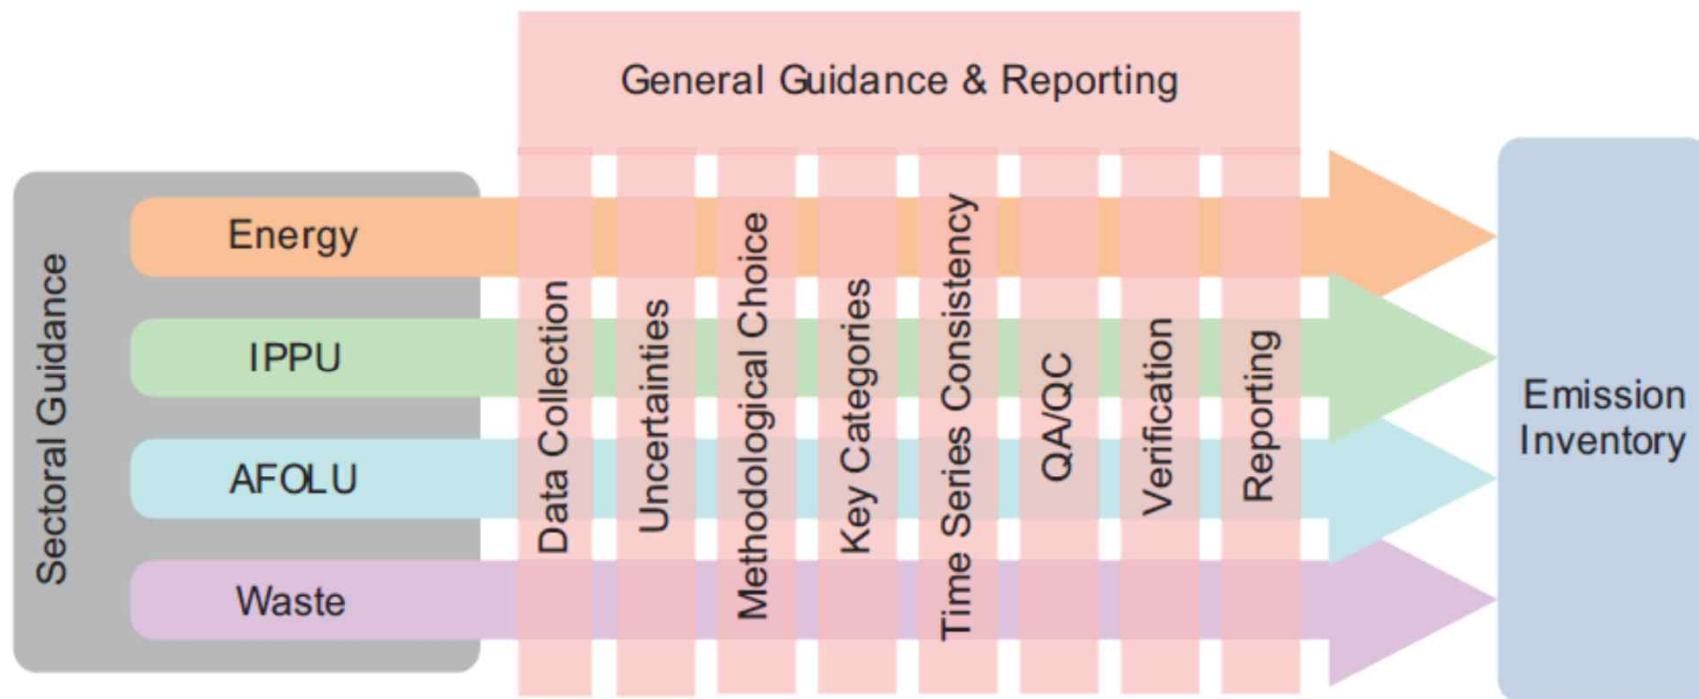 General Guidance & Reporting
Sectoral Guidance
Energy
IPPU
AFOLU
Waste
Data Collection
Uncertainties
Methodological Choice
Key Categories
Time Series Consistency
QA/QC
Verification
Reporting
Emission
Inventory